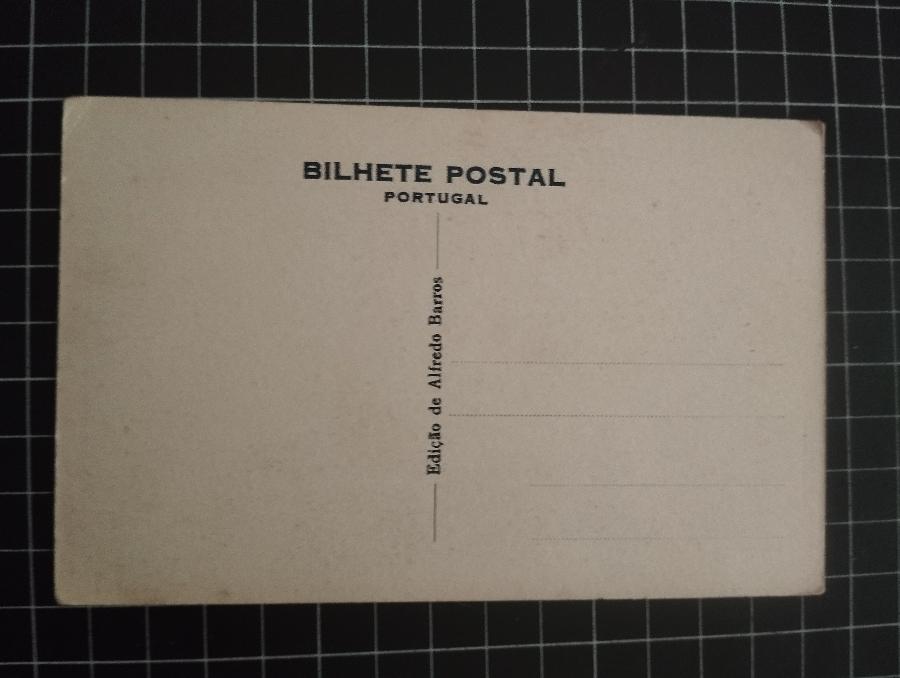 BILHETE POSTAL
PORTUGAL
Edição de Alfredo Barros